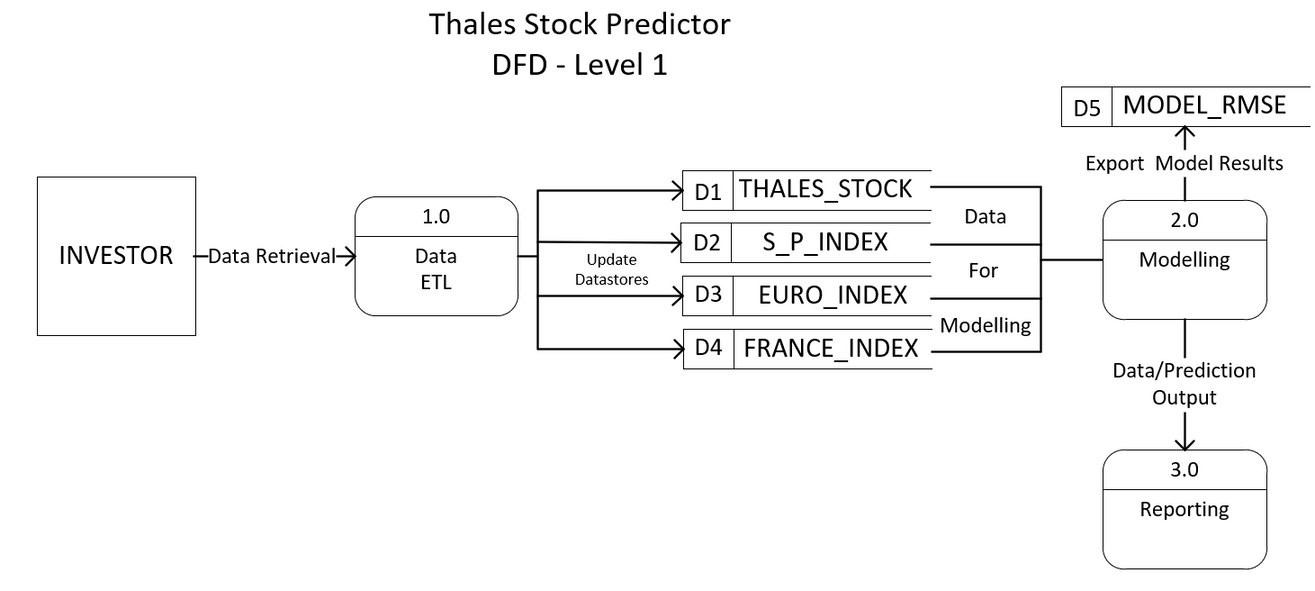 Thales Stock Predictor
DFD - Level 1
INVESTOR
Data Retrieval
1.0
Data
ETL
Update
Datastores
D1 THALES_STOCK
D2 S_P_INDEX
D3 EURO_INDEX
D4 FRANCE_INDEX
Data
For
Modelling
D5 MODEL_RMSE
Export Model Results
2.0
Modelling
Data/Prediction
Output
3.0
Reporting